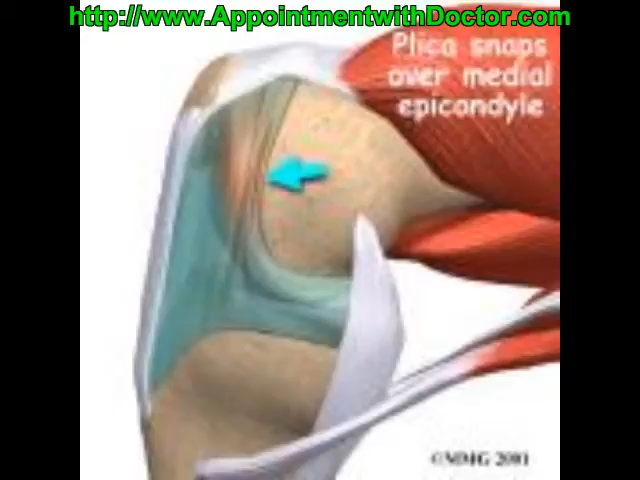 http://www.AppointmentwithDoctor.com
Plica snaps
over medial
epicondyle
©MMG 2001